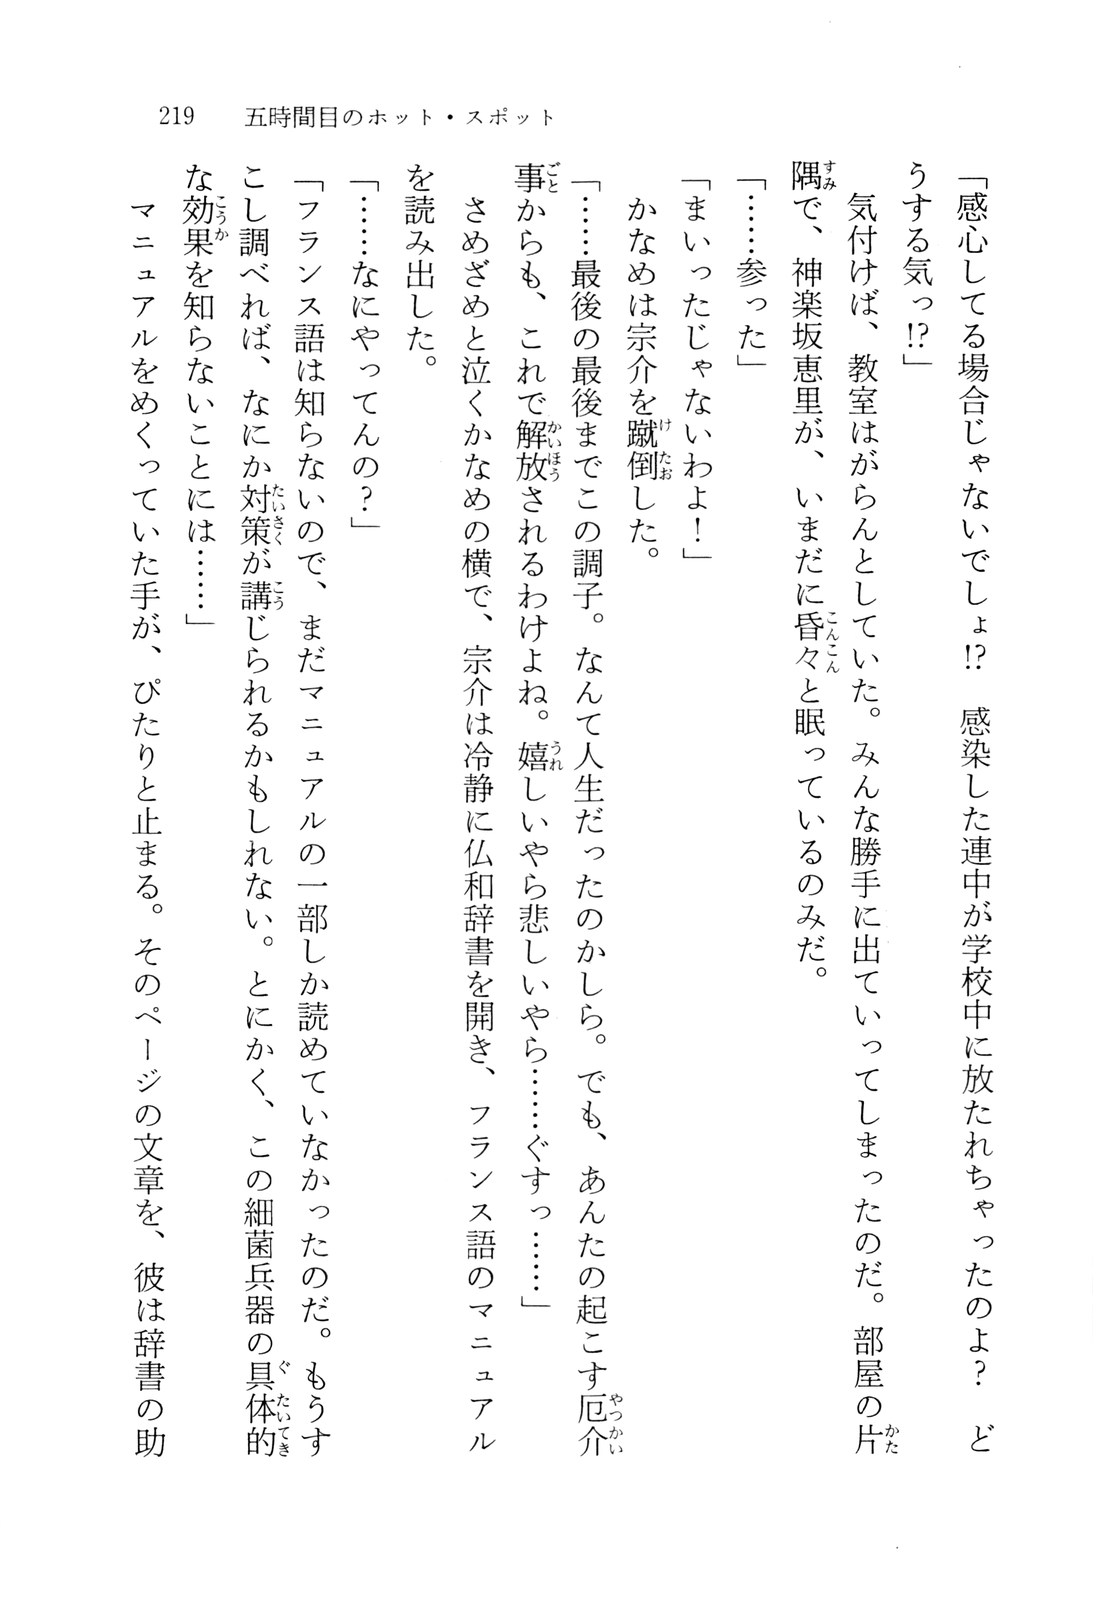 219　五時間目のホット・スポット
「感心してる場合じゃないでしょ!?　感染した連中が学校中に放たれちゃったのよ？　ど
うする気っ!?」
　気付けば、教室はがらんとしていた。みんな勝手に出ていってしまったのだ。部屋の片
隅で、神楽坂恵里が、いまだに昏々と眠っているのみだ。
「……参った」
「まいったじゃないわよ！」
　かなめは宗介を蹴倒した。
「……最後の最後までこの調子。なんて人生だったのかしら。でも、あんたの起こす厄介
事からも、これで解放されるわけよね。嬉しいやら悲しいやら……ぐすっ……」
　さめざめと泣くかなめの横で、宗介は冷静に仏和辞書を開き、フランス語のマニュアル
を読み出した。
「……なにやってんの？」
「フランス語は知らないので、まだマニュアルの一部しか読めていなかったのだ。もうす
こし調べれば、なにか対策が講じられるかもしれない。とにかく、この細菌兵器の具体的
な効果を知らないことには……」
　マニュアルをめくっていた手が、ぴたりと止まる。そのページの文章を、彼は辞書の助